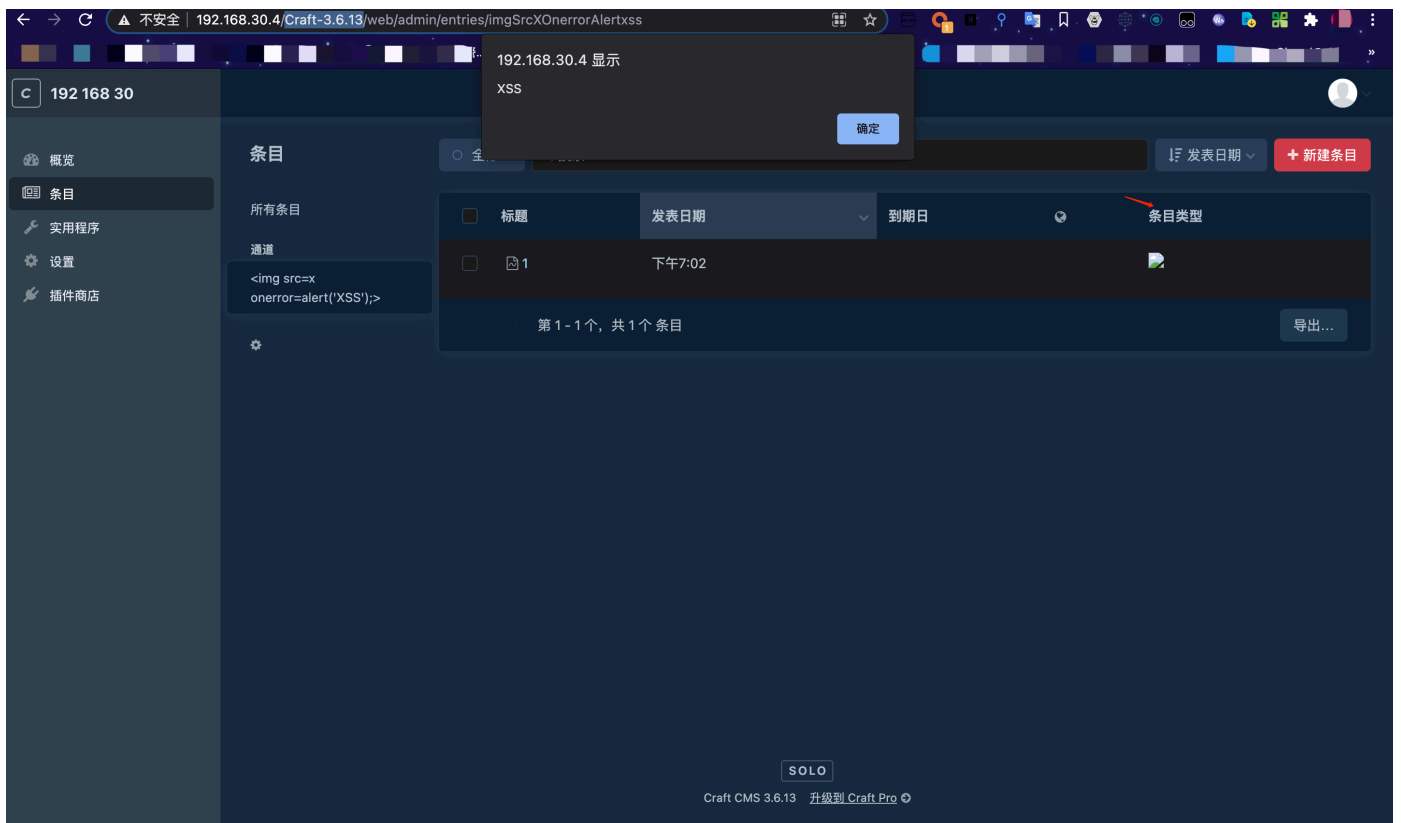 不安全 192.168.30.4/Craft-3.6.13/web/admin/entries/imgSrcXOnerrorAlertxss
192.168.30.4 显示
XSS
确定
C 192 168 30
概览
条目
实用程序
设置
插件商店
条目
所有条目
通道
<img src=x
onerror=alert('XSS');>
发表日期
+ 新建条目
标题 发表日期 到期日 条目类型
1 下午7:02
第 1 - 1 个，共 1 个 条目
导出...
SOLO
Craft CMS 3.6.13 升级到 Craft Pro